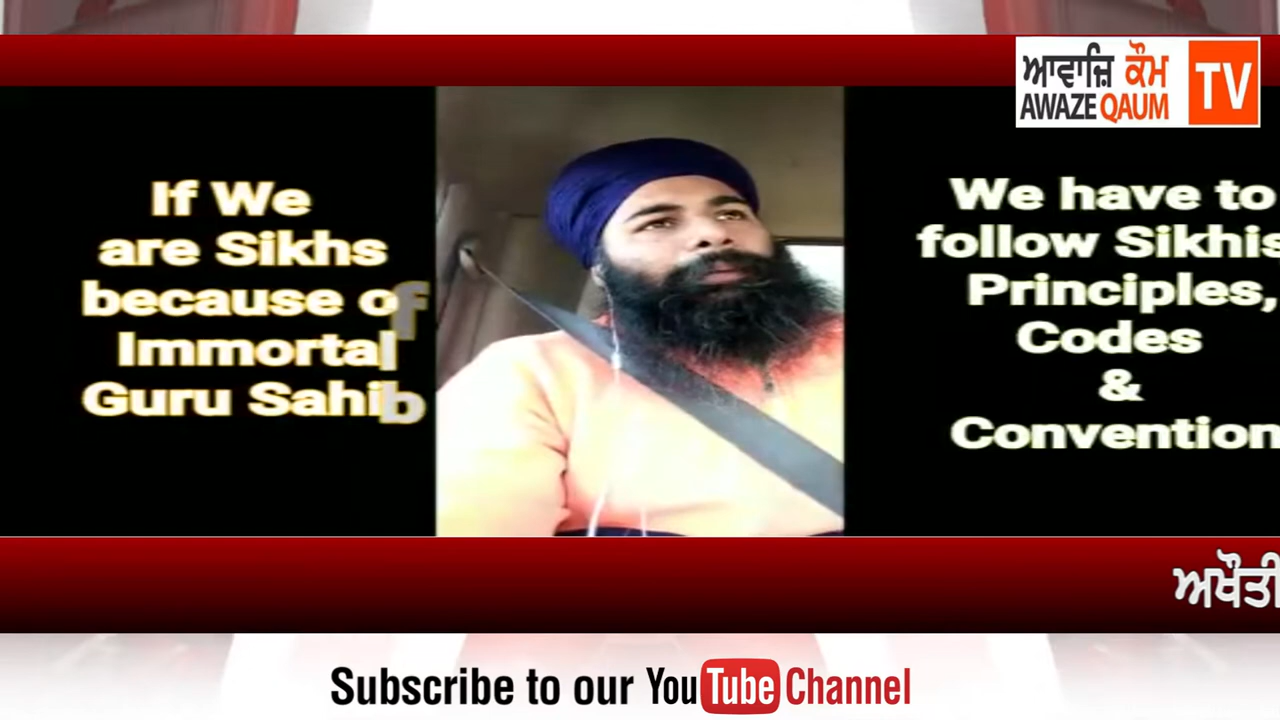 ਆਵਾਜ਼ਿ ਕੌਮ
AWAZE QAUM
TV
If We
are Sikhs
because of
Immortal
Guru Sahib
We have to
follow Sikhis
Principles,
Codes
&
Convention
ਅਖੌਤੀ
Subscribe to our YouTube Channel